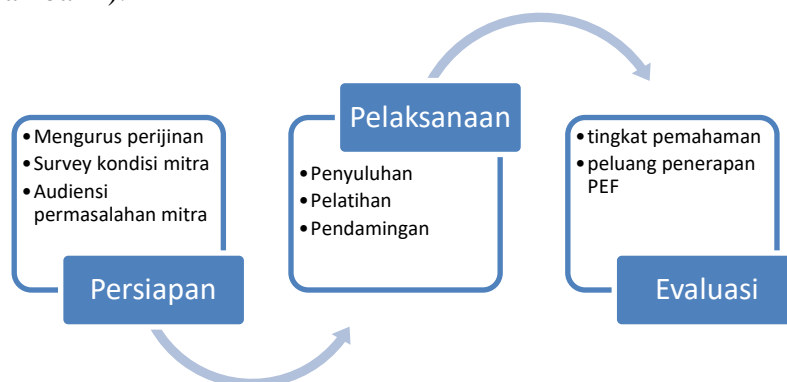 • Mengurus perijinan
• Survey kondisi mitra
• Audiensi
permasalahan mitra
Persiapan
Pelaksanaan
• Penyuluhan
• Pelatihan
• Pendamingan
• tingkat pemahaman
• peluang penerapan
PEF
Evaluasi